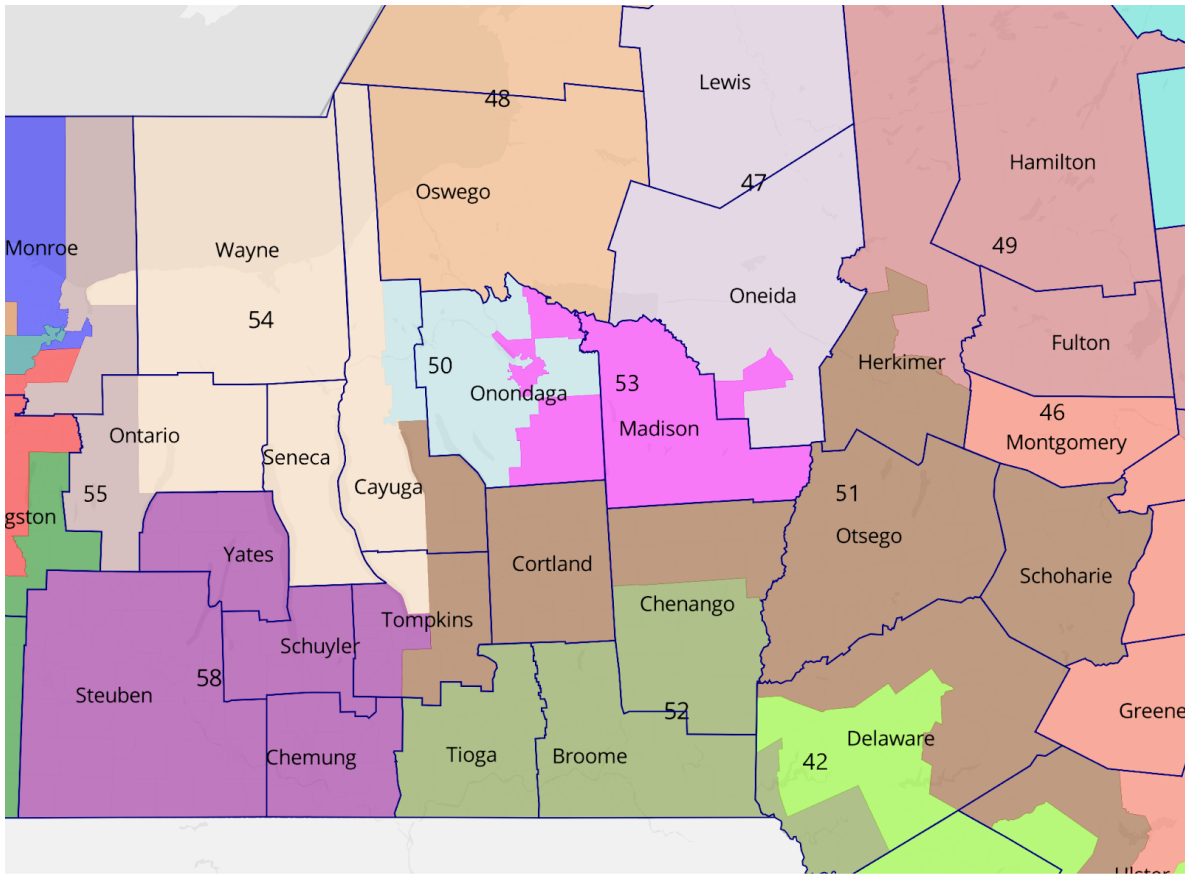 Lewis
48
Hamilton
47
Oswego
Monroe
Wayne
49
Oneida
54
Fulton
50
Herkimer
53
Onondaga
46
Madison
Montgomery
Ontario
Seneca
Cayuga
55
51
gston
Otsego
Yates
Cortland
Schoharie
Chenango
Tompkins
Schuyler
58
Steuben
52
Greene
Delaware
Tioga
Broome
Chemung
42